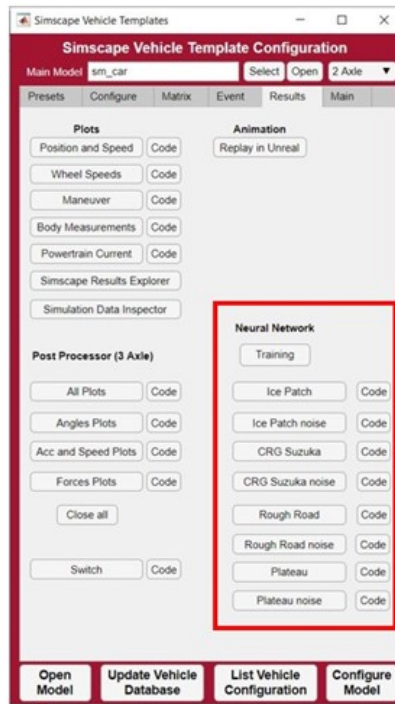 Simscape Vehicle Templates
Simscape Vehicle Template Configuration
Main Model sm_car Select Open 2 Axle
Presets Configure Matrix Event Results Main
Plots
Position and Speed Code
Wheel Speeds Code
Maneuver Code
Body Measurements Code
Powertrain Current Code
Simscape Results Explorer
Simulation Data Inspector
Animation
Replay in Unreal
Post Processor (3 Axle)
All Plots Code
Angles Plots Code
Acc and Speed Plots Code
Forces Plots Code
Close all
Switch Code
Neural Network
Training
Ice Patch Code
Ice Patch noise Code
CRG Suzuka Code
CRG Suzuka noise Code
Rough Road Code
Rough Road noise Code
Plateau Code
Plateau noise Code
Open
Model
Update Vehicle
Database
List Vehicle
Configuration
Configure
Model